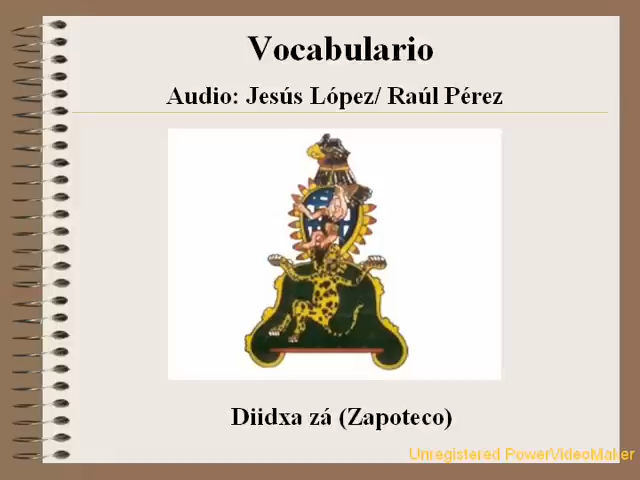 Vocabulario
Audio: Jesús López/ Raúl Pérez
Diidxa zá (Zapoteco)
Unregistered PowerVideoMaker